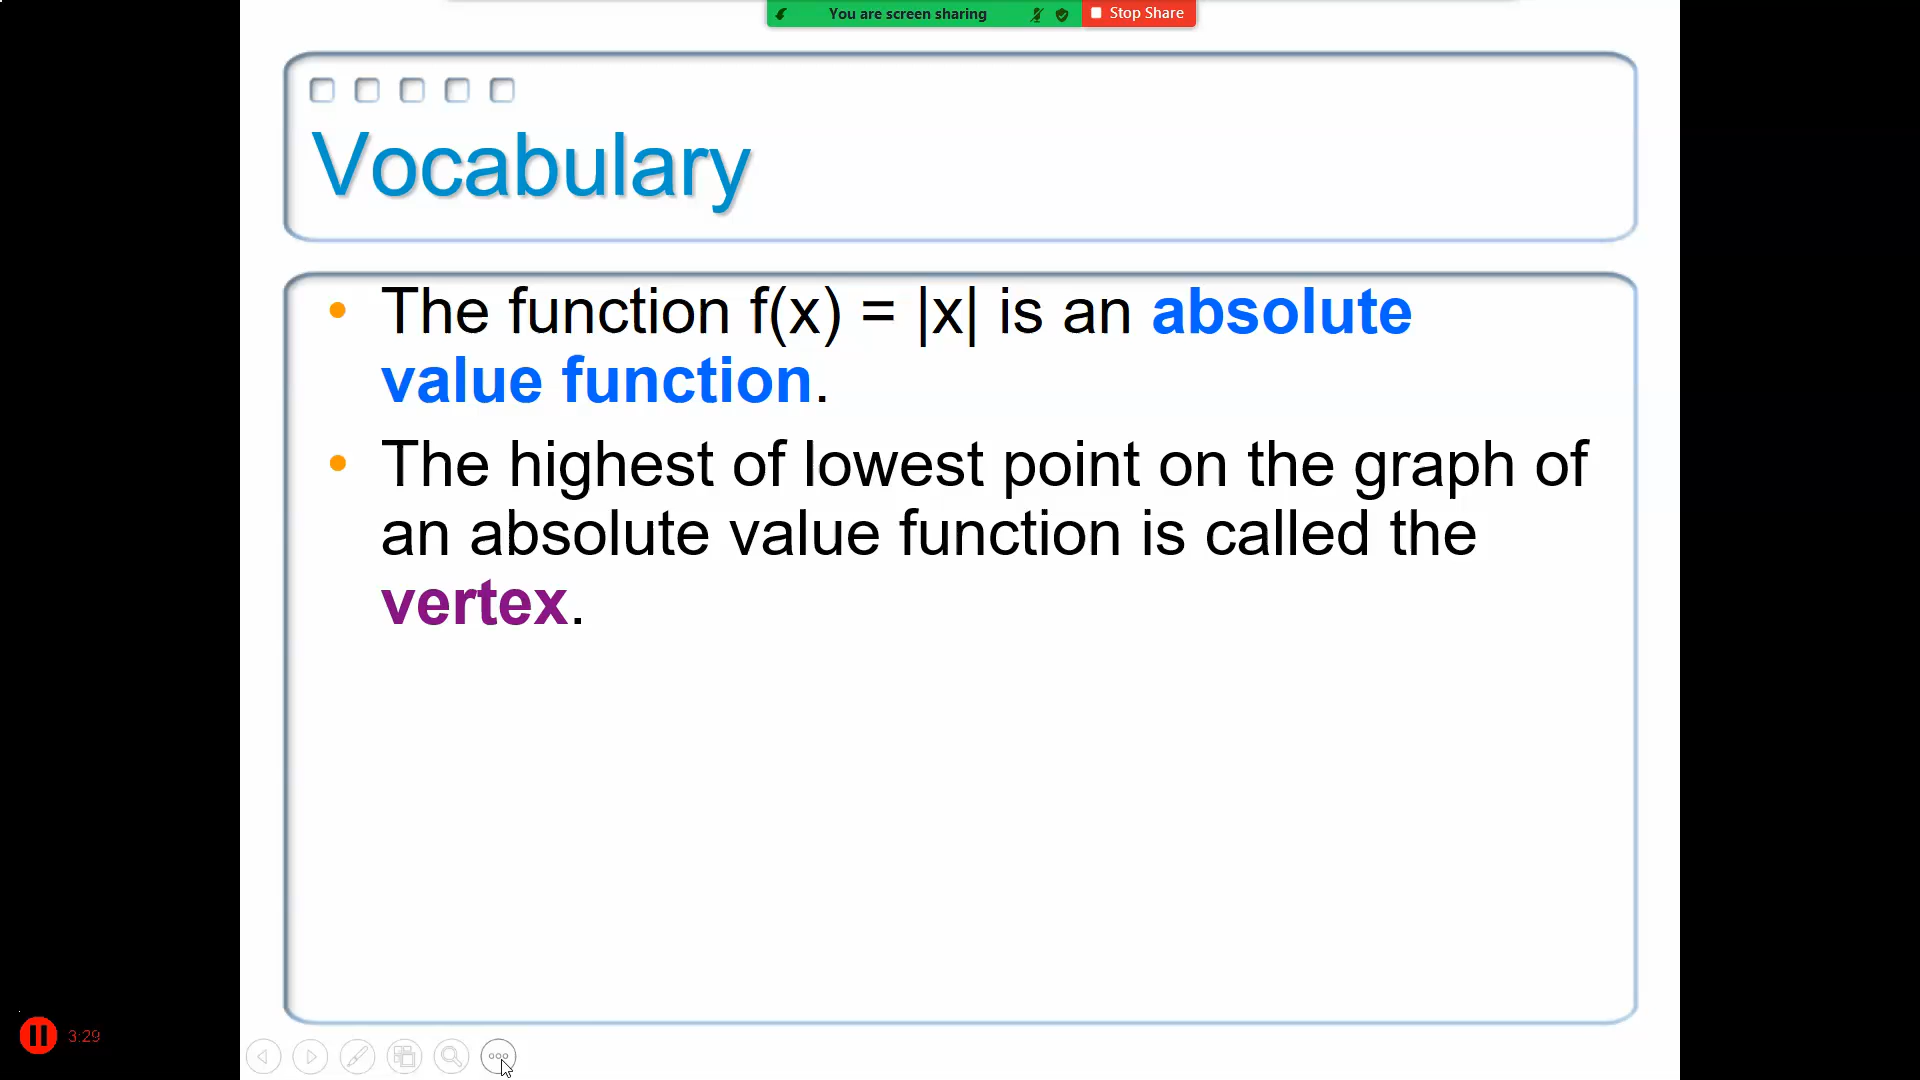 You are screen sharing
Stop Share
Vocabulary
• The function f(x) = |x| is an absolute
value function.
• The highest of lowest point on the graph of
an absolute value function is called the
vertex.
3:29